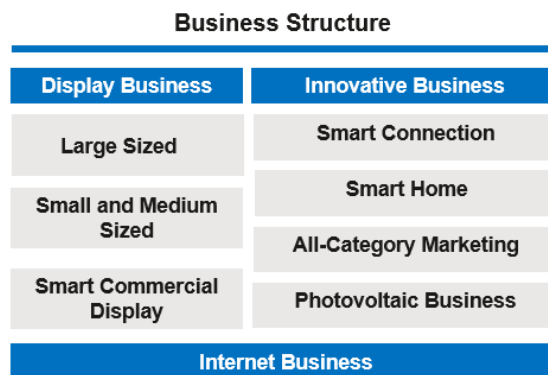 Business Structure
Display Business
Large Sized
Small and Medium
Sized
Smart Commercial
Display
Innovative Business
Smart Connection
Smart Home
All-Category Marketing
Photovoltaic Business
Internet Business